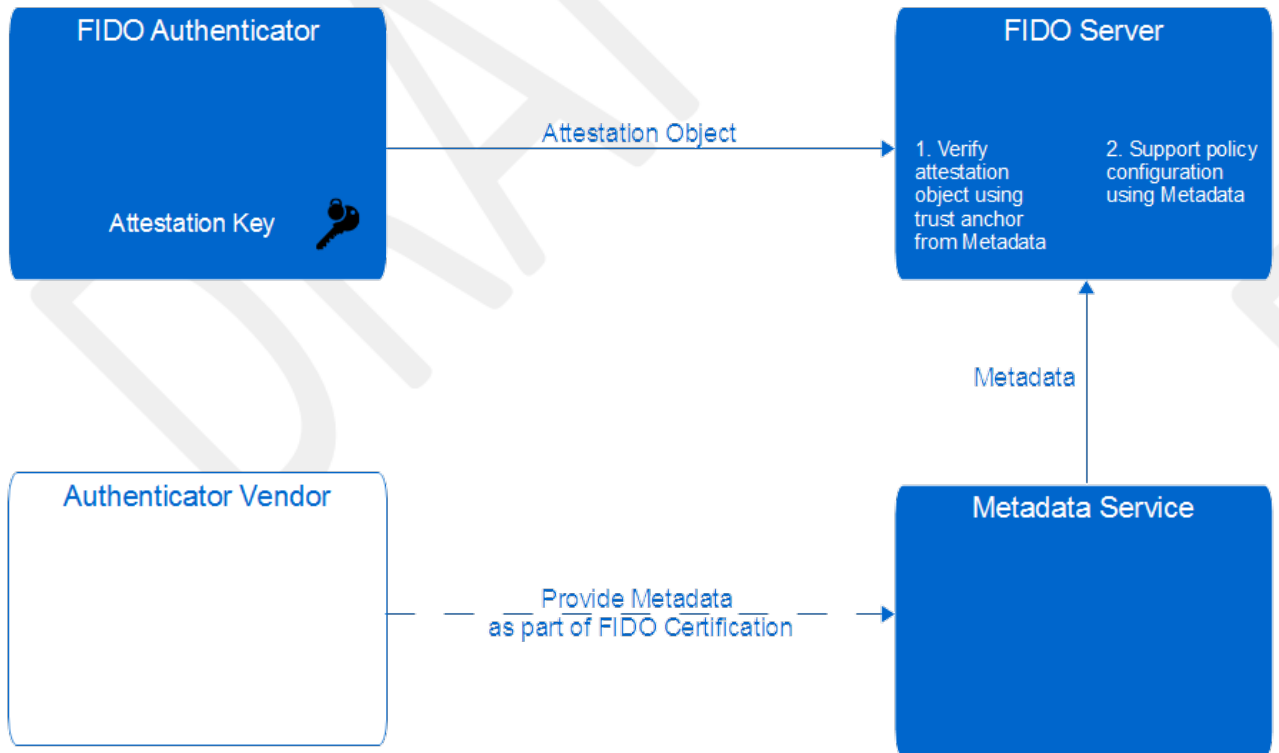 FIDO Authenticator
Attestation Key
Attestation Object
FIDO Server
1. Verify
attestation
object using
trust anchor
from Metadata
2. Support policy
configuration
using Metadata
Metadata
Authenticator Vendor
Provide Metadata
as part of FIDO Certification
Metadata Service
DRAF